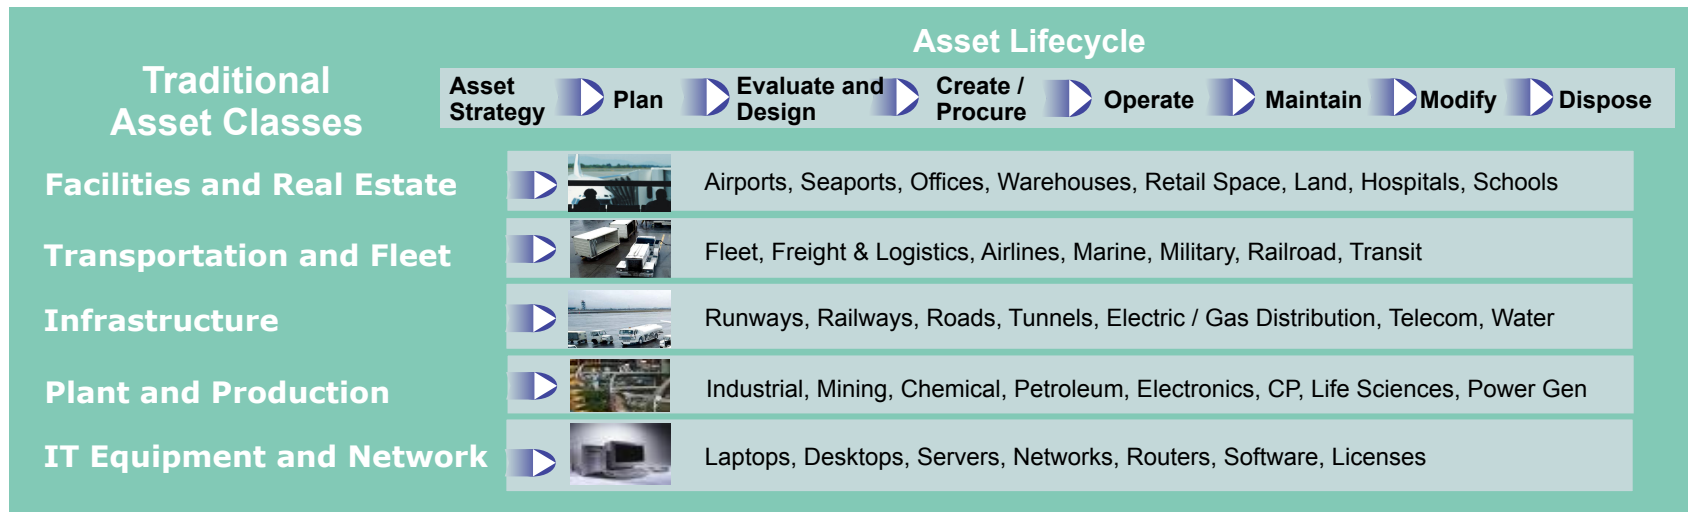 Asset Lifecycle
Traditional
Asset Classes
Asset
Strategy
Plan
Evaluate and
Design
Create /
Procure
Operate
Maintain
Modify
Dispose
Facilities and Real Estate
Airports, Seaports, Offices, Warehouses, Retail Space, Land, Hospitals, Schools
Transportation and Fleet
Fleet, Freight & Logistics, Airlines, Marine, Military, Railroad, Transit
Infrastructure
Runways, Railways, Roads, Tunnels, Electric / Gas Distribution, Telecom, Water
Plant and Production
Industrial, Mining, Chemical, Petroleum, Electronics, CP, Life Sciences, Power Gen
IT Equipment and Network
Laptops, Desktops, Servers, Networks, Routers, Software, Licenses